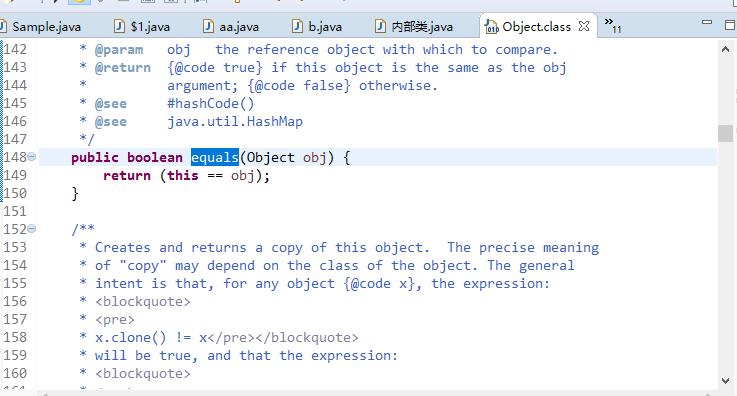 Sample.java $1.java aa.java b.java 内部类.java Object.class »11
142 * @param obj the reference object with which to compare.
143 * @return {@code true} if this object is the same as the obj
144 * argument; {@code false} otherwise.
145 * @see #hashCode()
146 * @see java.util.HashMap
147 */
148 public boolean equals(Object obj) {
149 return (this == obj);
150 }
151
152 /**
153 * Creates and returns a copy of this object. The precise meaning
154 * of "copy" may depend on the class of the object. The general
155 * intent is that, for any object {@code x}, the expression:
156 * <blockquote>
157 * <pre>
158 * x.clone() != x</pre></blockquote>
159 * will be true, and that the expression:
160 * <blockquote>